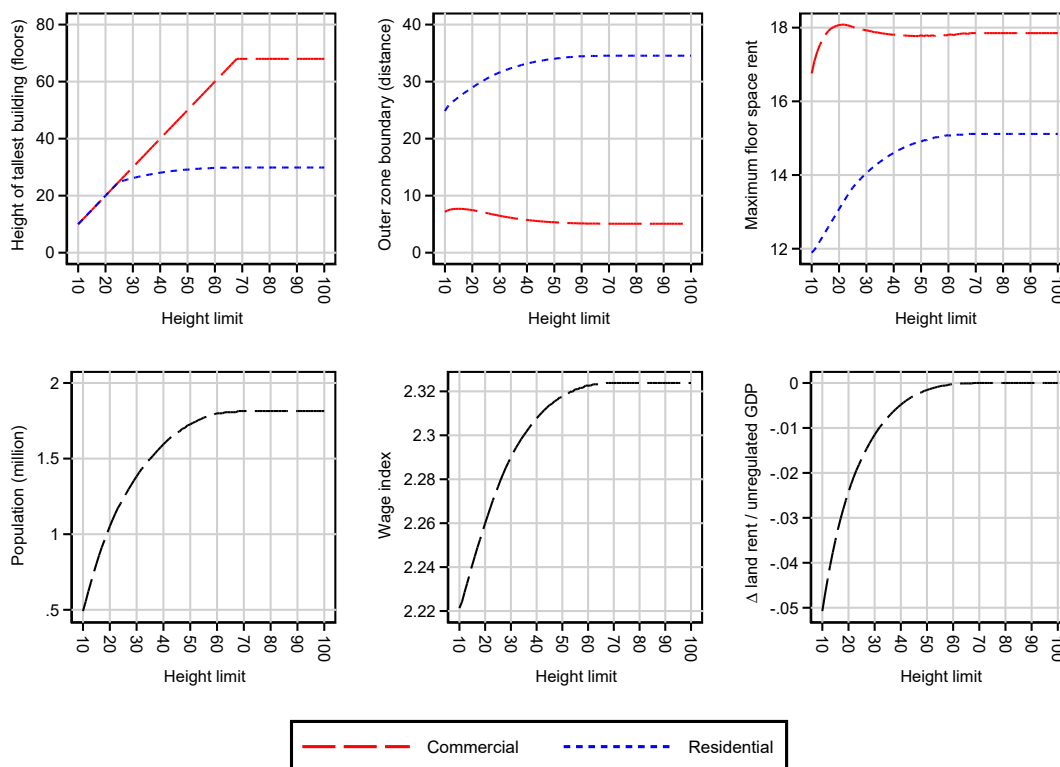 Height of tallest building (floors)
80
60
40
20
0
10 20 30 40 50 60 70 80 90 100
Height limit
Outer zone boundary (distance)
40
30
20
10
0
10 20 30 40 50 60 70 80 90 100
Height limit
Maximum floor space rent
18
16
14
12
10 20 30 40 50 60 70 80 90 100
Height limit
Population (million)
2
1.5
1
.5
10 20 30 40 50 60 70 80 90 100
Height limit
Wage index
2.32
2.3
2.28
2.26
2.24
2.22
10 20 30 40 50 60 70 80 90 100
Height limit
Δ land rent / unregulated GDP
0
-.01
-.02
-.03
-.04
-.05
10 20 30 40 50 60 70 80 90 100
Height limit
Commercial Residential